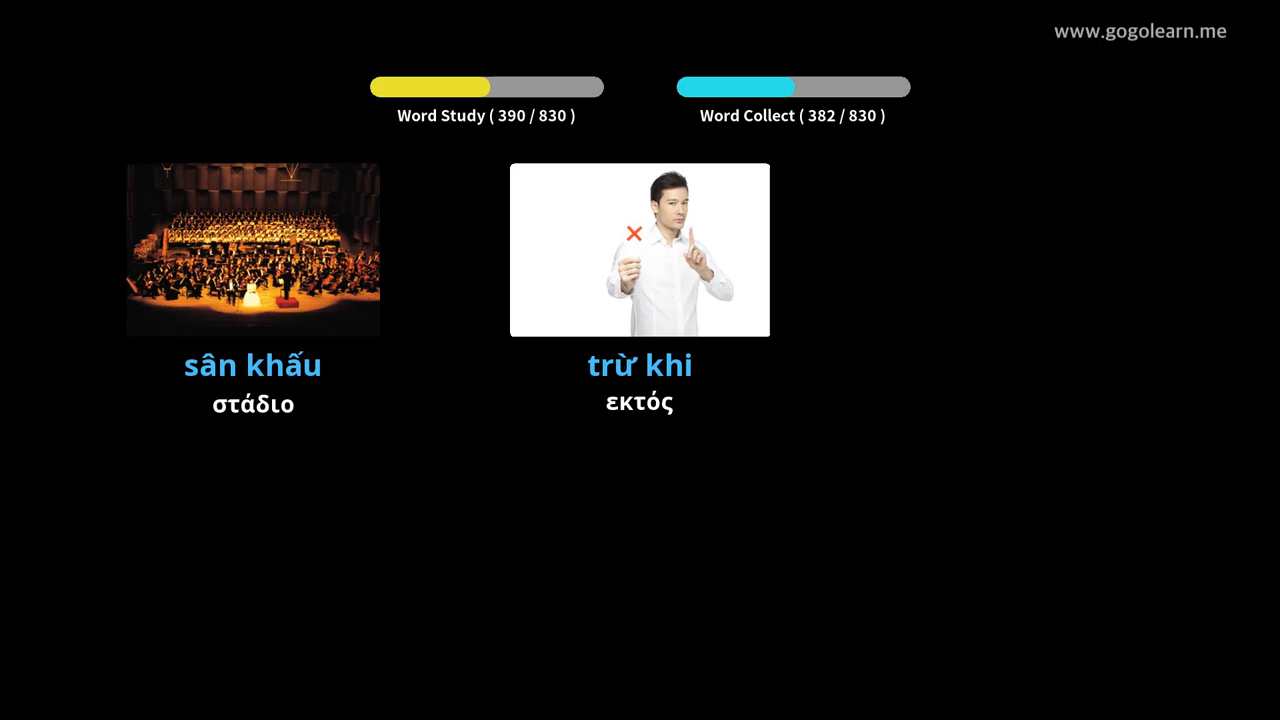 www.gogolearn.me
Word Study ( 390 / 830 )
Word Collect ( 382 / 830 )
sân khấu
στάδιο
trừ khi
εκτός